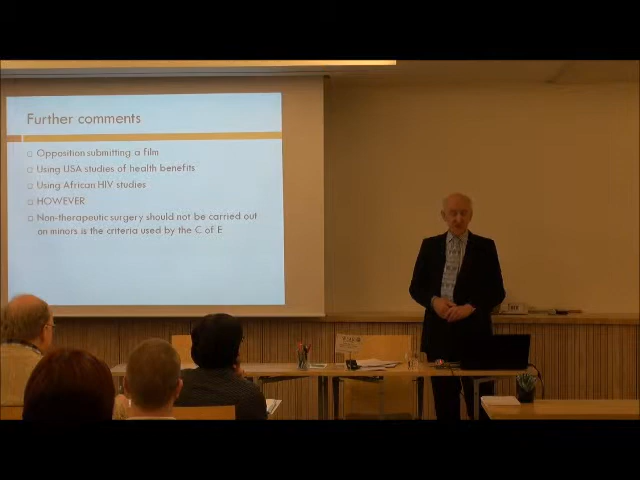 Further comments
Opposition submitting a film
Using USA studies of health benefits
Using African HIV studies
HOWEVER
Non-therapeutic surgery should not be carried out
on minors is the criteria used by the C of E